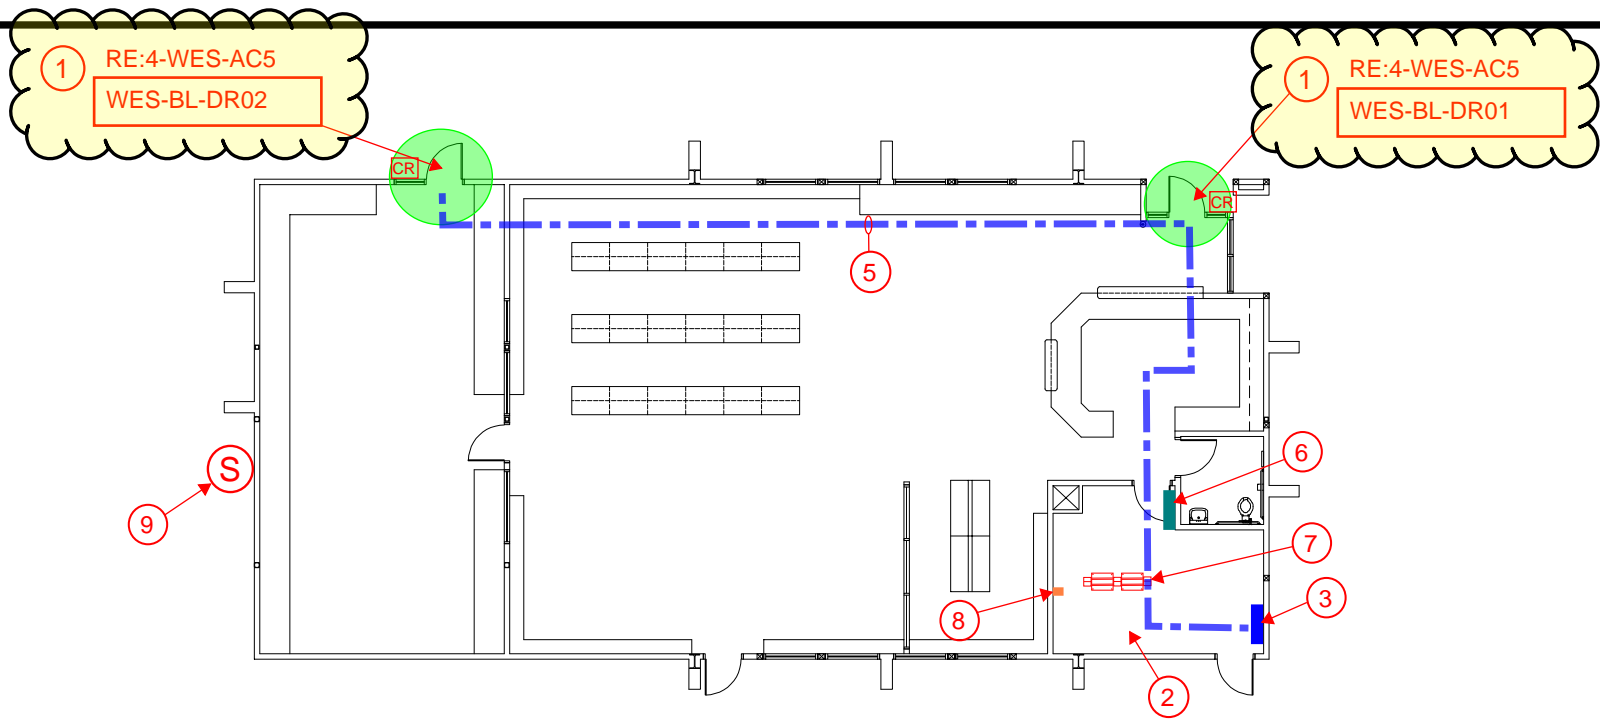 1
RE:4-WES-AC5
WES-BL-DR02
1
RE:4-WES-AC5
WES-BL-DR01
CR
CR
5
6
S
9
7
3
8
2